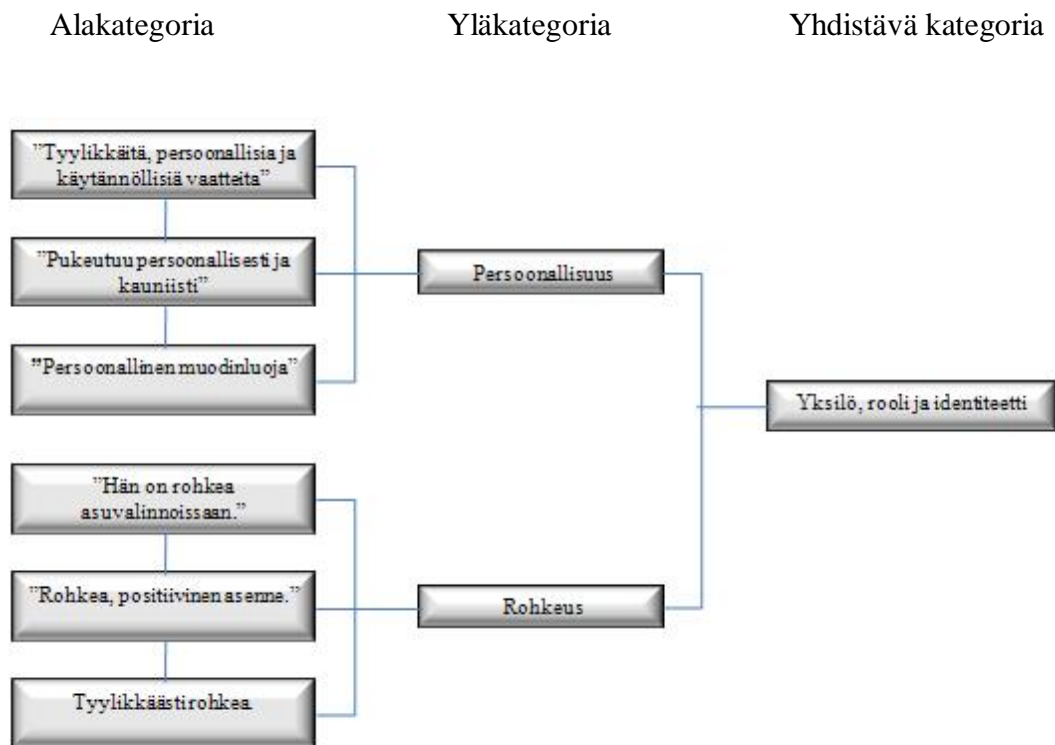 Alakategoria Yläkategoria Yhdistävä kategoria
”Tyylikkäitä, persoonallisia ja
käytännöllisiä vaatteita”
”Pukeutuu persoonallisesti ja
kauniisti”
Persoonallisuus
”Persoonallinen muodinluoja”
Yksilö, rooli ja identiteetti
”Hän on rohkea
asuvalinnoissaan.”
”Rohkea, positiivinen asenne.”
Rohkeus
Tyylikkäästi rohkea